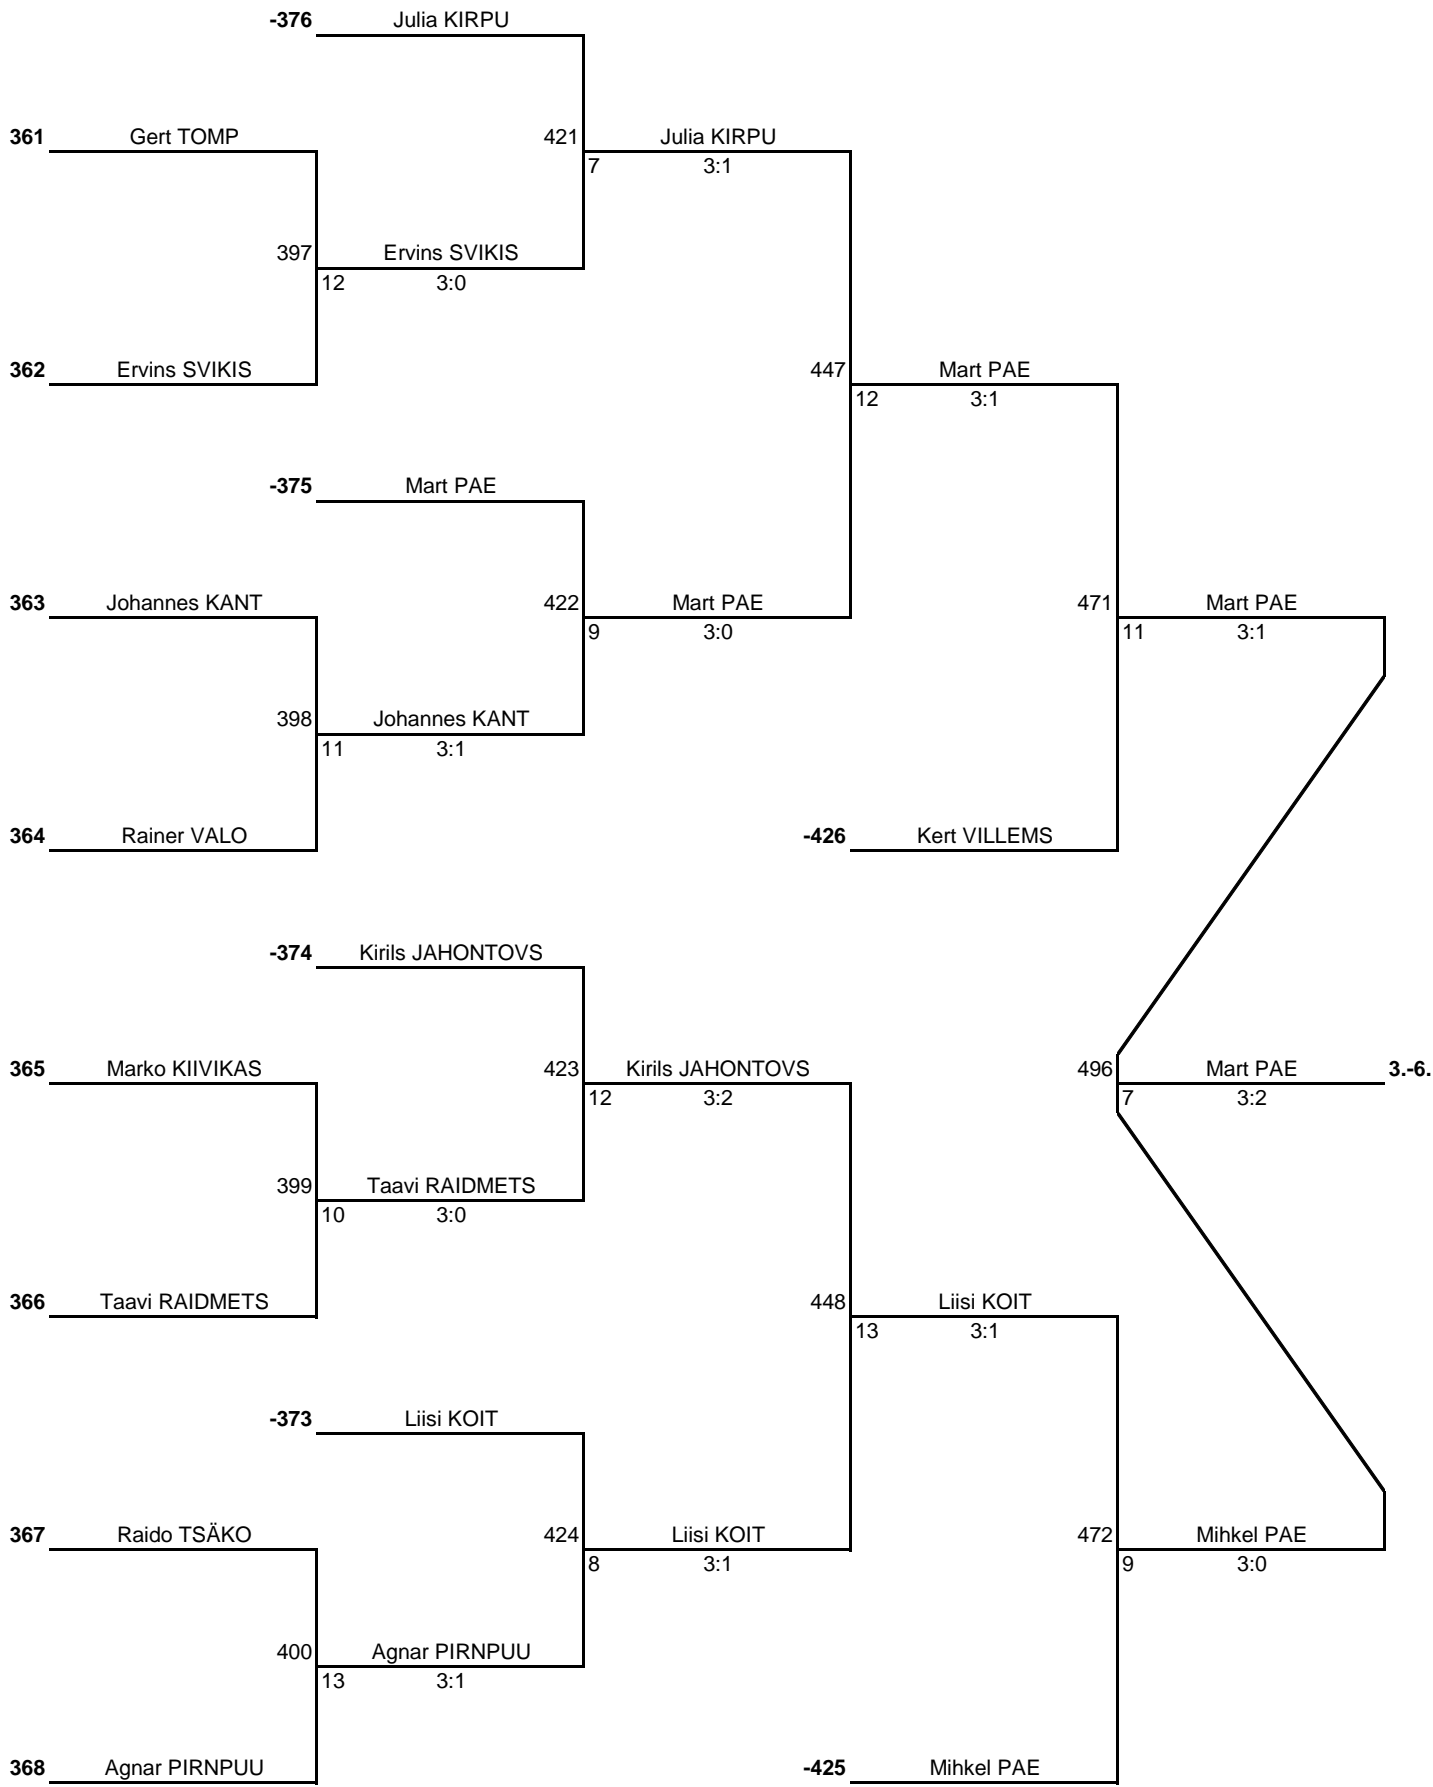 -376 Julia KIRPU
361 Gert TOMP 421 Julia KIRPU
7 3:1
397 Ervins SVIKIS
12 3:0
362 Ervins SVIKIS 447 Mart PAE
12 3:1
-375 Mart PAE
363 Johannes KANT 422 Mart PAE 471 Mart PAE
9 3:0 11 3:1
398 Johannes KANT
11 3:1
364 Rainer VALO -426 Kert VILLEMS
-374 Kirils JAHONTOVS
365 Marko KIIVIKAS 423 Kirils JAHONTOVS 496 Mart PAE 3.-6.
12 3:2 7 3:2
399 Taavi RAIDMETS
10 3:0
366 Taavi RAIDMETS 448 Liisi KOIT
13 3:1
-373 Liisi KOIT
367 Raido TSÄKO 424 Liisi KOIT 472 Mihkel PAE
8 3:1 9 3:0
400 Agnar PIRNPUU
13 3:1
368 Agnar PIRNPUU -425 Mihkel PAE